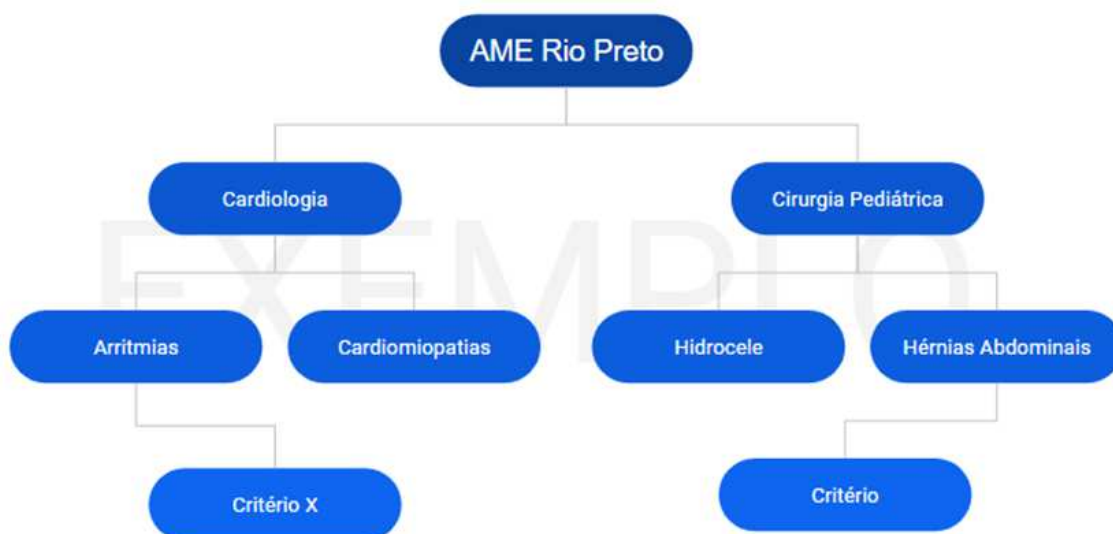 AME Rio Preto
Cardiologia
Cirurgia Pediátrica
EXEMPLO
Arritmias
Cardiomiopatias
Hidrocele
Hérnias Abdominais
Critério X
Critério